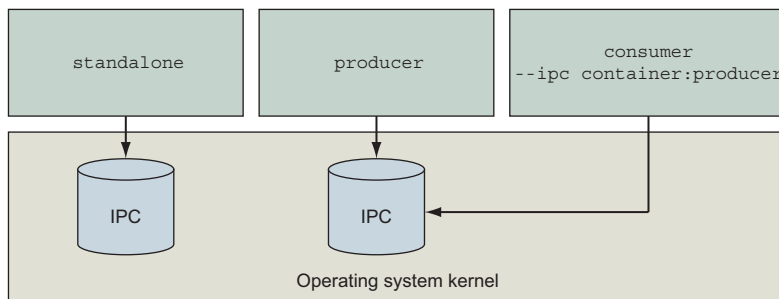 standalone
producer
consumer
--ipc container:producer
IPC
IPC
Operating system kernel